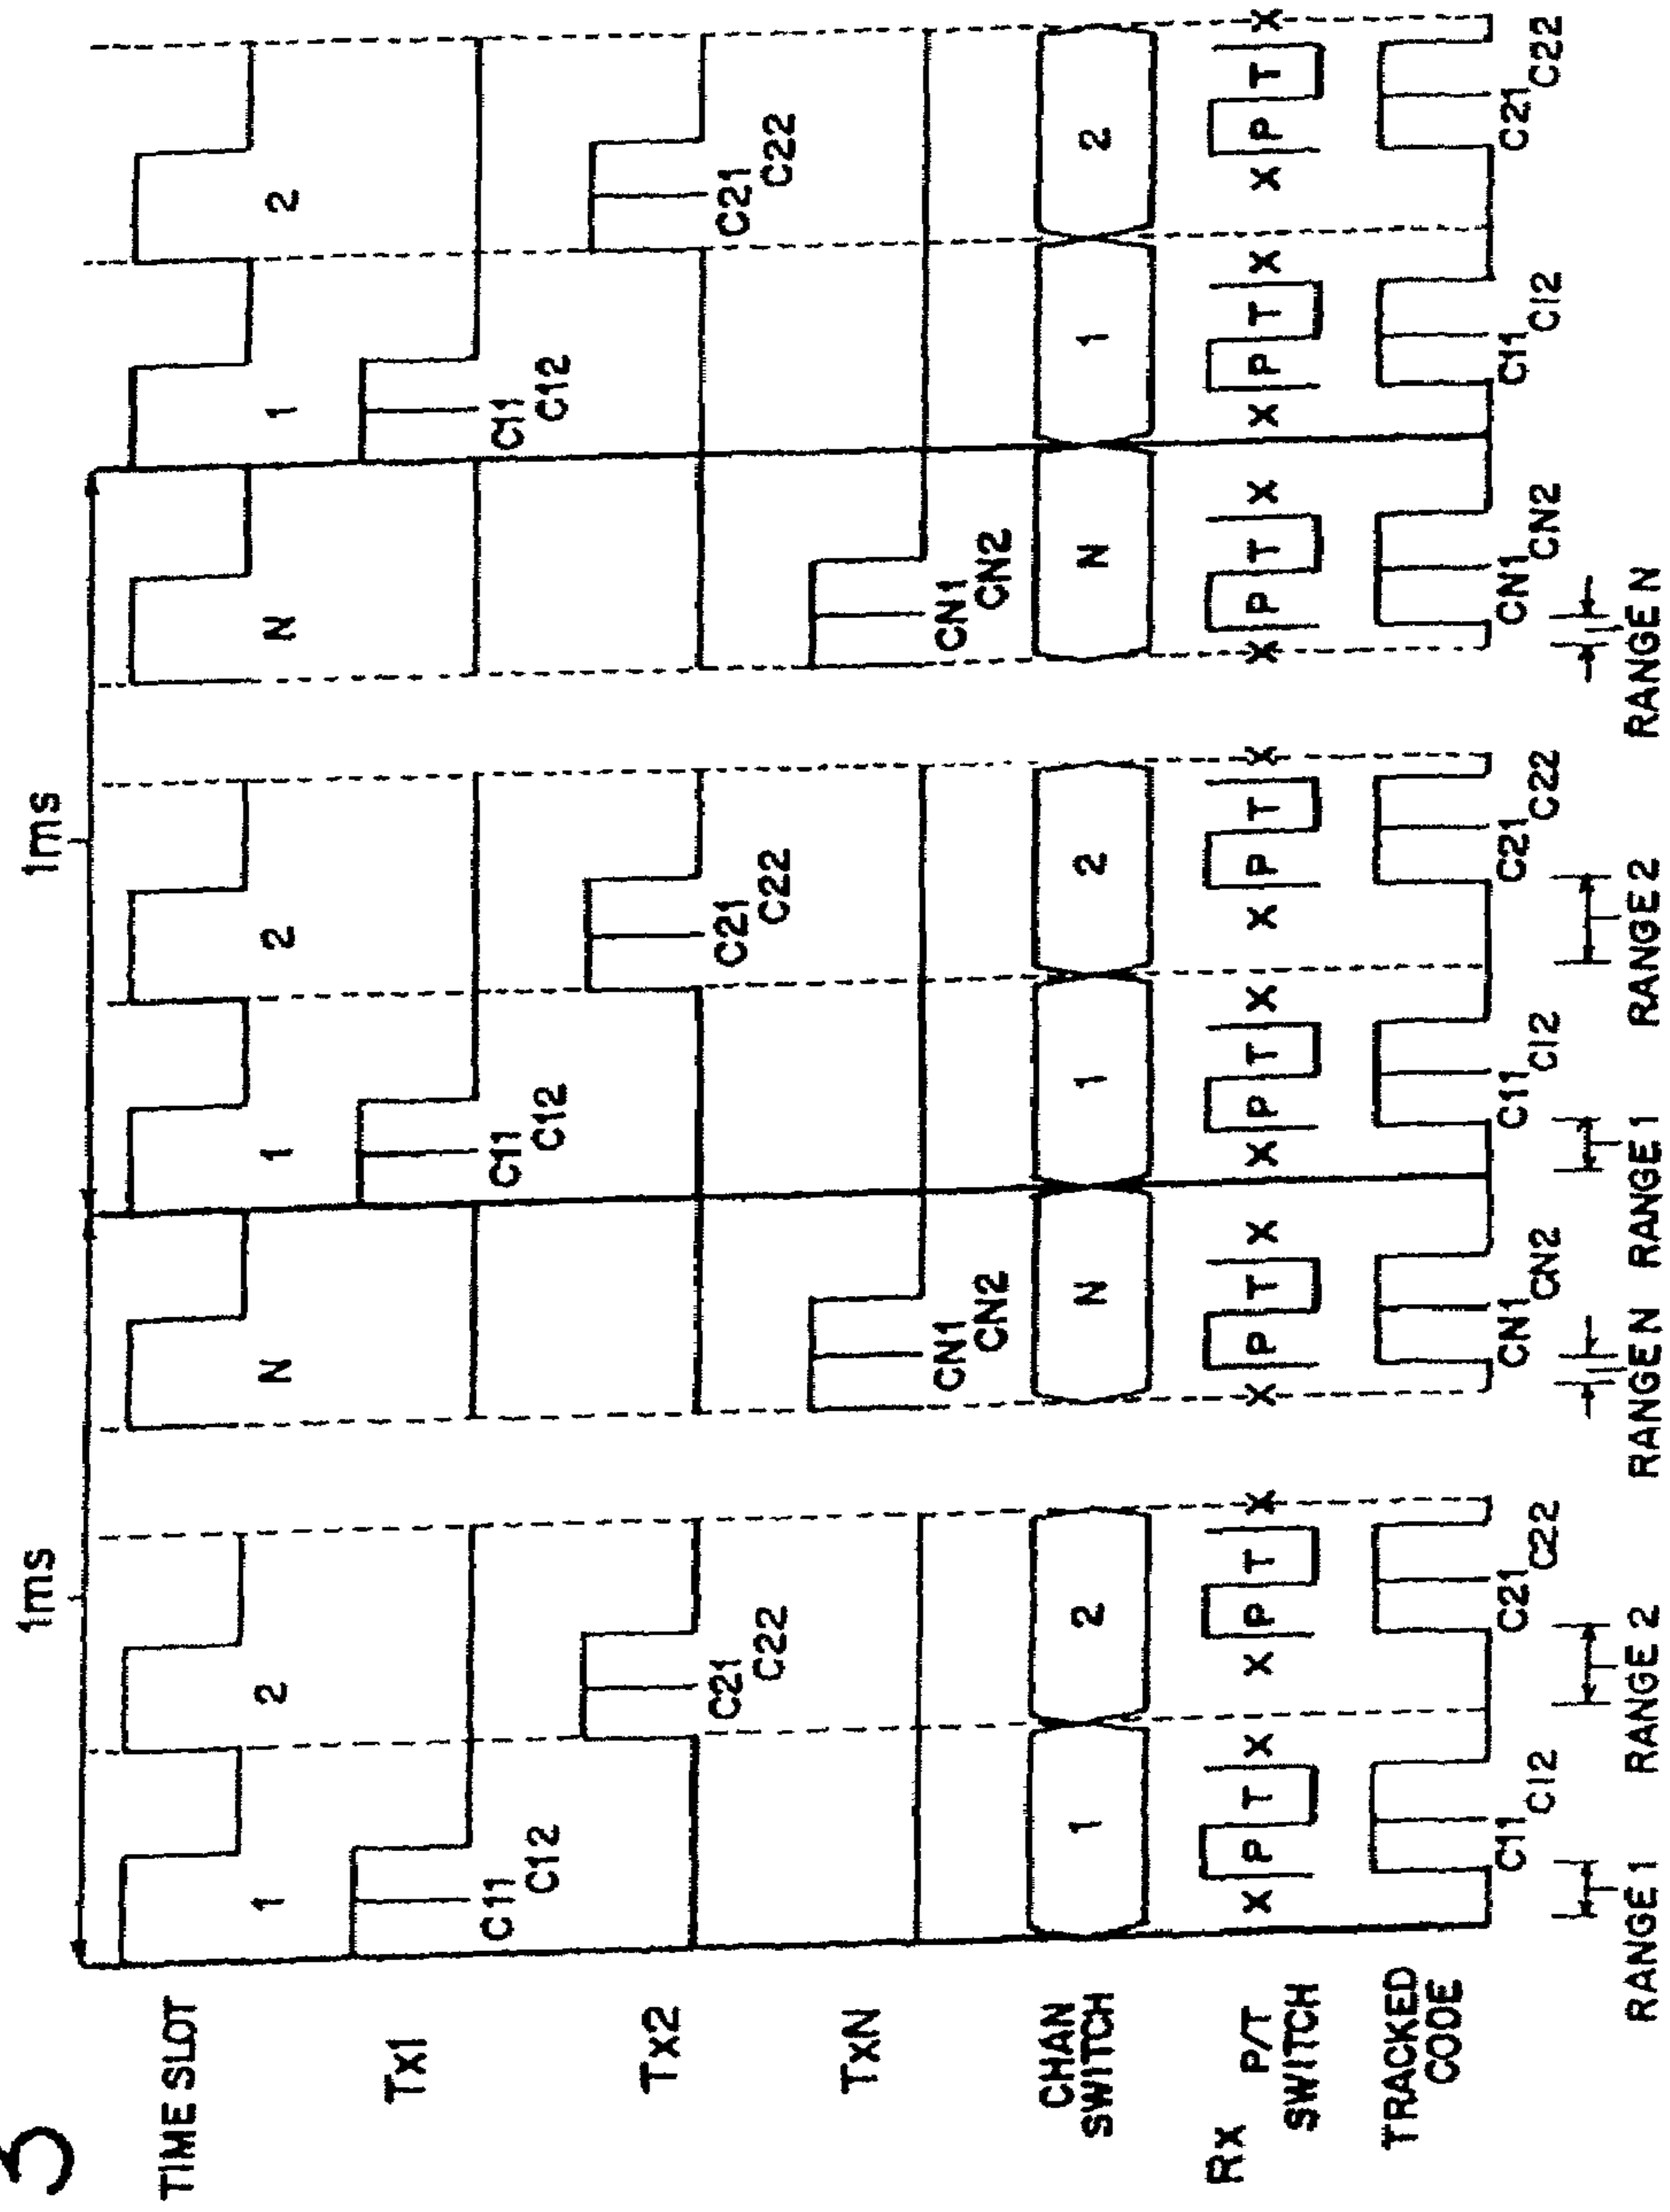 3
1ms 1ms
TIME SLOT 1 2 N 1 2 N 1 2
Tx1 C11 C11 C11
C12 C12 C12
Tx2 C21 C21 C21
C22 C22 C22
TxN CN1 CN1
CN2 CN2
CHAN
SWITCH 1 2 N 1 2 N 1 2
Rx P/T
SWITCH X P T X X P T X X P T X X P T X X P T X X P T X X P T X X P T X
TRACKED
CODE
C11 C21 CN1 C11 C21 CN1 C11 C21
C12 C22 CN2 C12 C22 CN2 C12 C22
RANGE 1 RANGE 2 RANGE N RANGE 1 RANGE 2 RANGE N